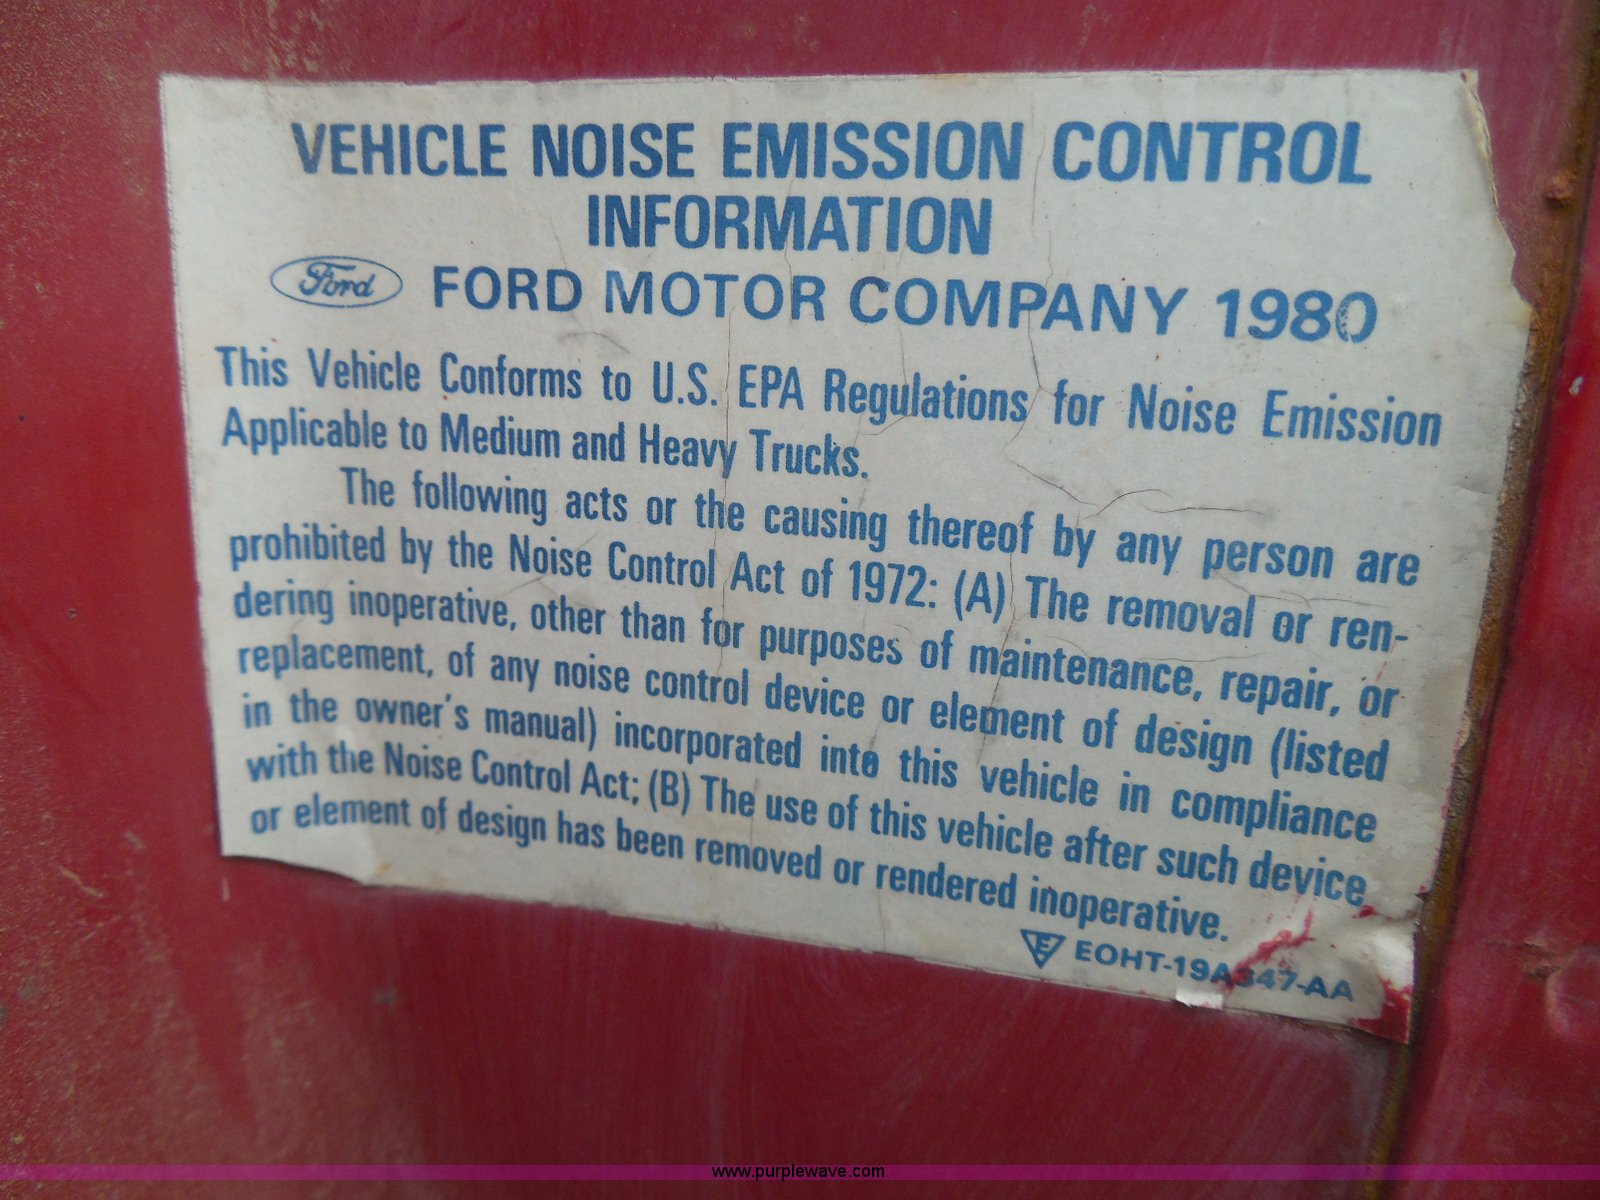 VEHICLE NOISE EMISSION CONTROL
INFORMATION
Ford FORD MOTOR COMPANY 1980
This Vehicle Conforms to U.S. EPA Regulations for Noise Emission
Applicable to Medium and Heavy Trucks.
The following acts or the causing thereof by any person are
prohibited by the Noise Control Act of 1972: (A) The removal or ren-
dering inoperative, other than for purposes of maintenance, repair, or
replacement, of any noise control device or element of design (listed
in the owner's manual) incorporated into this vehicle in compliance
with the Noise Control Act; (B) The use of this vehicle after such device
or element of design has been removed or rendered inoperative.
E EOHT-19A347-AA
www.purplewave.com